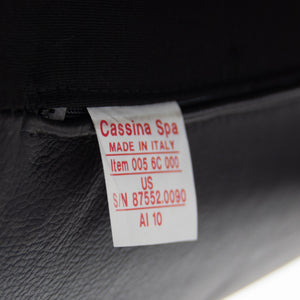 Cassina Spa
MADE IN ITALY
Item 005 6C 000
US
S/N 87552.0090
AI 10